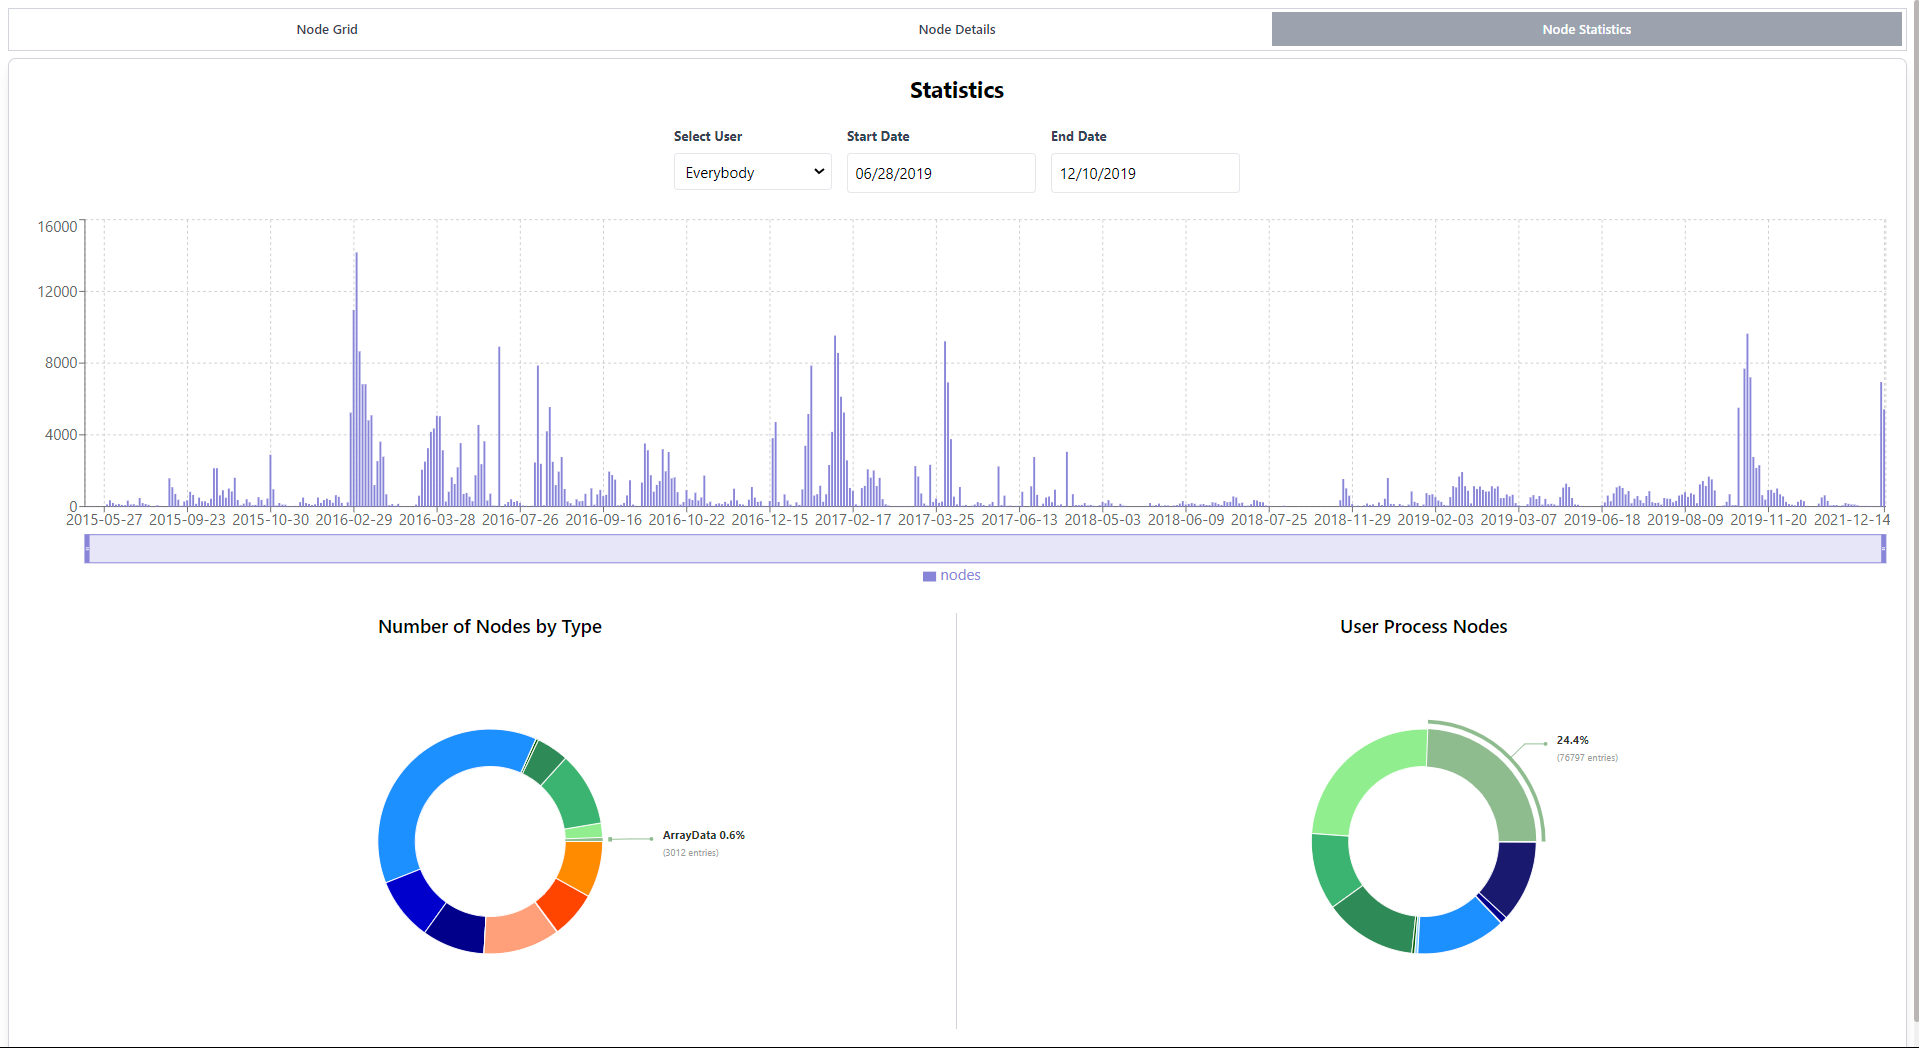 Node Grid
Node Details
Node Statistics
Statistics
Select User
Start Date
End Date
Everybody
06/28/2019
12/10/2019
16000
12000
8000
4000
0
2015-05-27 2015-09-23 2015-10-30 2016-02-29 2016-03-28 2016-07-26 2016-09-16 2016-10-22 2016-12-15 2017-02-17 2017-03-25 2017-06-13 2018-05-03 2018-06-09 2018-07-25 2018-11-29 2019-02-03 2019-03-07 2019-06-18 2019-08-09 2019-11-20 2021-12-14
nodes
Number of Nodes by Type
User Process Nodes
24.4%
(76797 entries)
ArrayData 0.6%
(3012 entries)